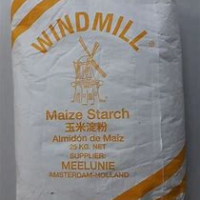 WINDMILL®
Maize Starch
玉米淀粉
Almidón de Maíz
25 KG. NET
SUPPLIER:
MEELUNIE
AMSTERDAM-HOLLAND